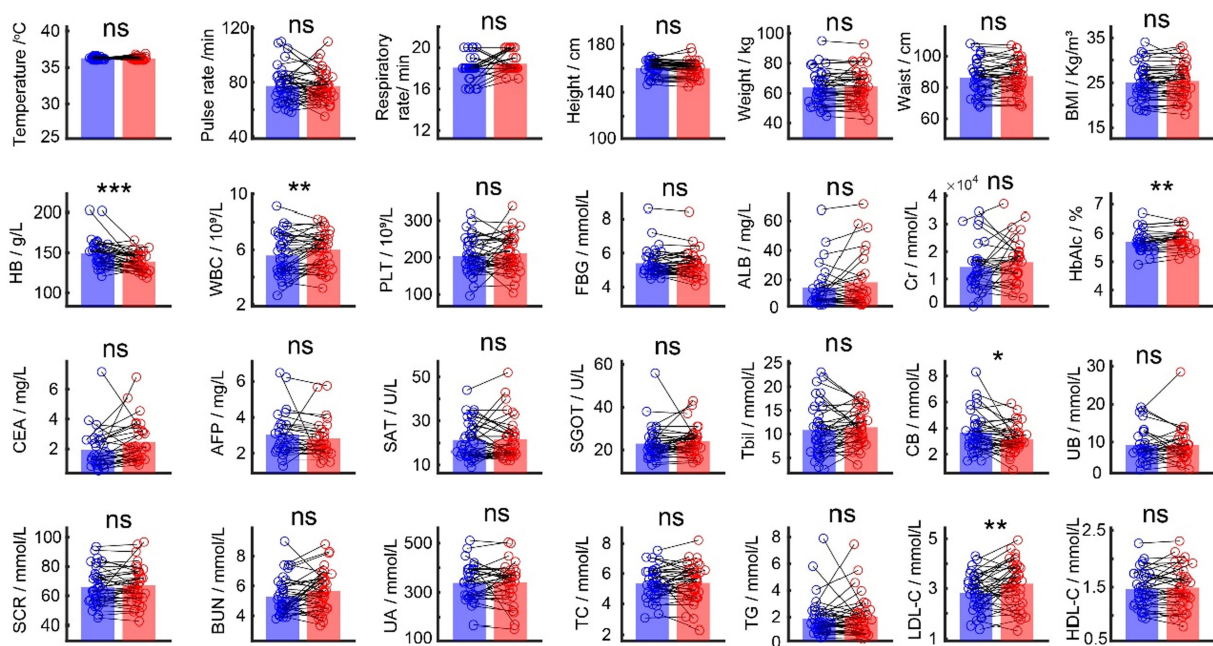 ns ns ns ns ns ns ns
Temperature /°C 40 35 30 25
Pulse rate /min 120 80 40
Respiratory rate/ min 20 16 12
Height / cm 180 140 100
Weight / kg 100 80 60 40
Waist / cm 100 80 60
BMI / Kg/m³ 35 25 15
*** ** ns ns ns ns **
HB / g/L 200 150 100
WBC / 10⁹/L 10 6 2
PLT / 10⁹/L 300 200 100
FBG / mmol/L 8 6 4
ALB / mg/L 80 60 40 20 0
Cr / mmol/L ×10⁴ 4 3 2 1 0
HbAlc / % 7 6 5 4
ns ns ns ns ns * ns
CEA / mg/L 6 4 2
AFP / mg/L 6 4 2
SAT / U/L 50 40 30 20 10
SGOT / U/L 60 40 20
Tbil / mmol/L 25 20 15 10 5
CB / mmol/L 8 6 4 2 0
UB / mmol/L 30 20 10 0
ns ns ns ns ns ** ns
SCR / mmol/L 100 80 60 40
BUN / mmol/L 8 6 4
UA / mmol/L 500 300 100
TC / mmol/L 8 6 4 2
TG / mmol/L 8 6 4 2 0
LDL-C / mmol/L 5 3 1
HDL-C / mmol/L 2.5 1.5 0.5